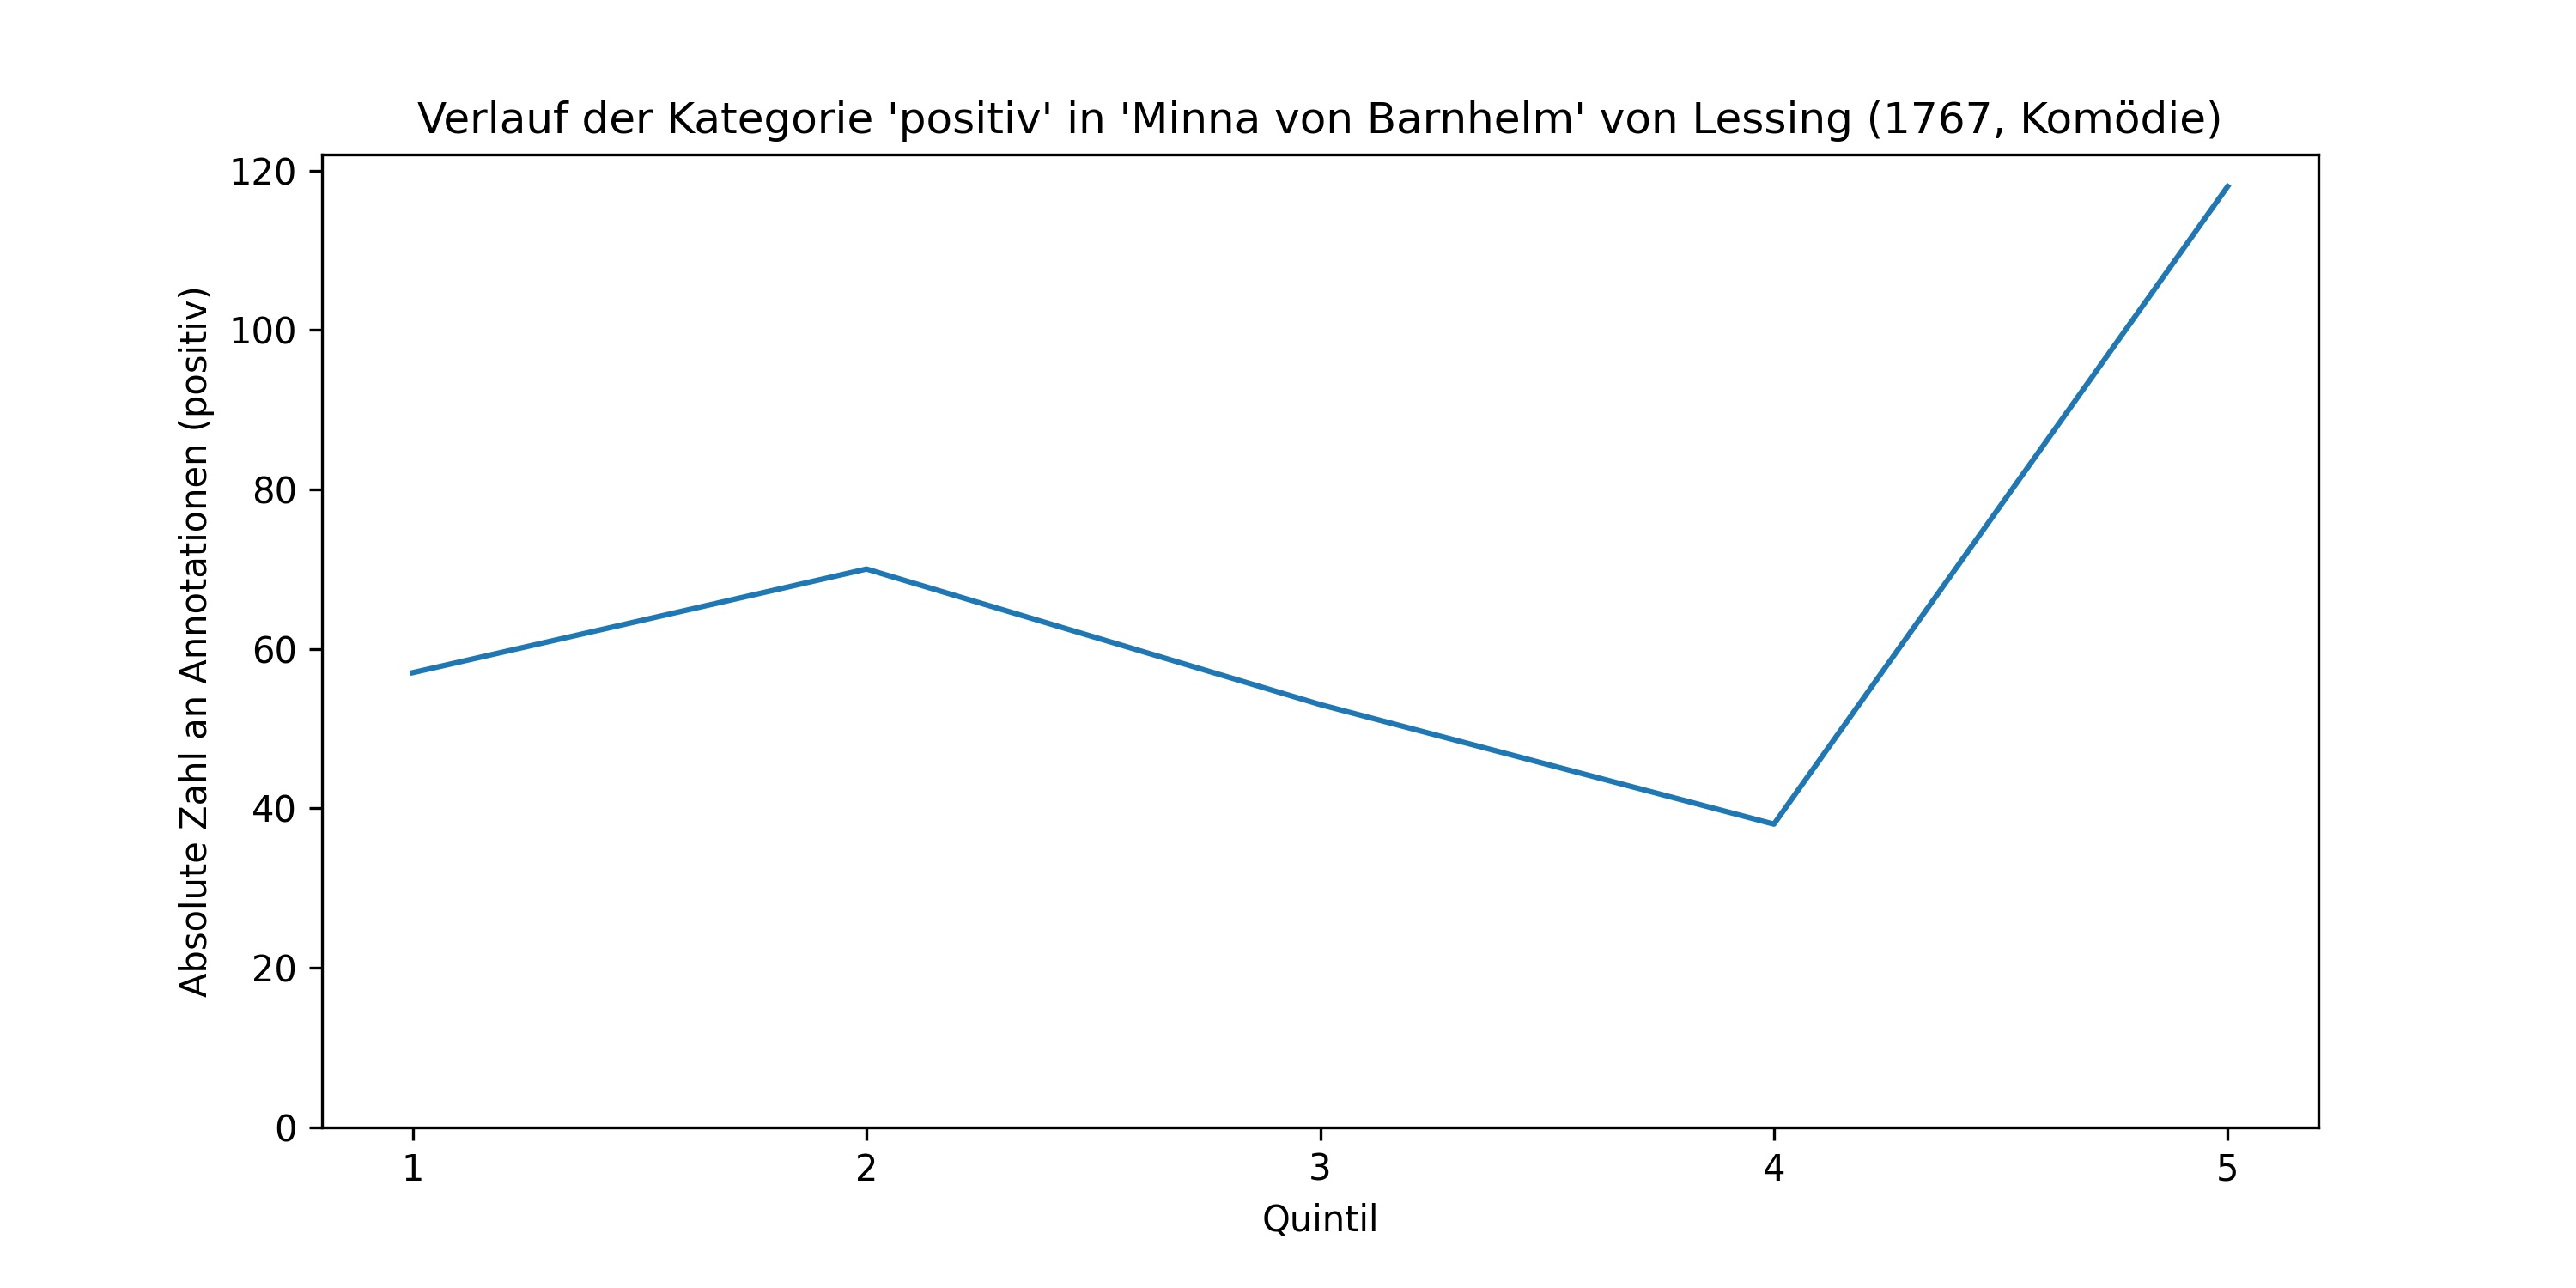 Verlauf der Kategorie 'positiv' in 'Minna von Barnhelm' von Lessing (1767, Komödie)
Absolute Zahl an Annotationen (positiv)
120
100
80
60
40
20
0
1 2 3 4 5
Quintil